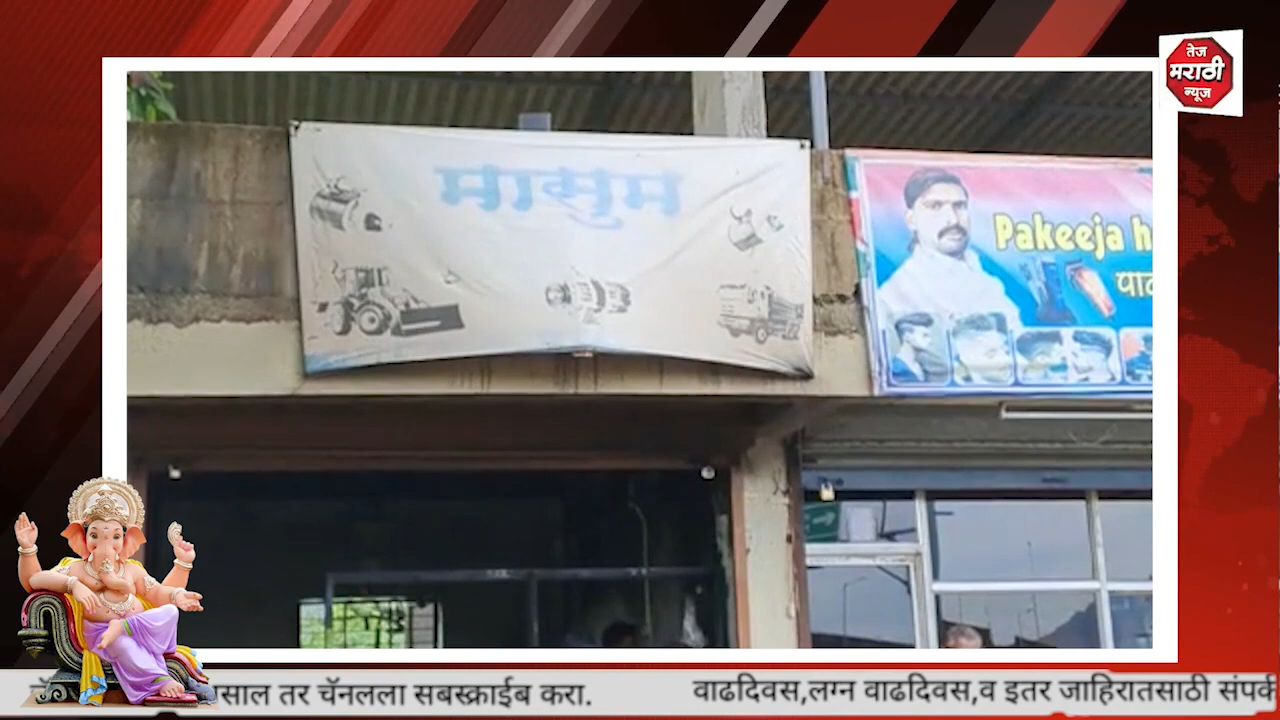 तेज
मराठी
न्यूज
मासुम
Pakeeja h
साल तर चॅनलला सबस्क्राईब करा.
वाढदिवस,लग्न वाढदिवस,व इतर जाहिरातसाठी संपर्क